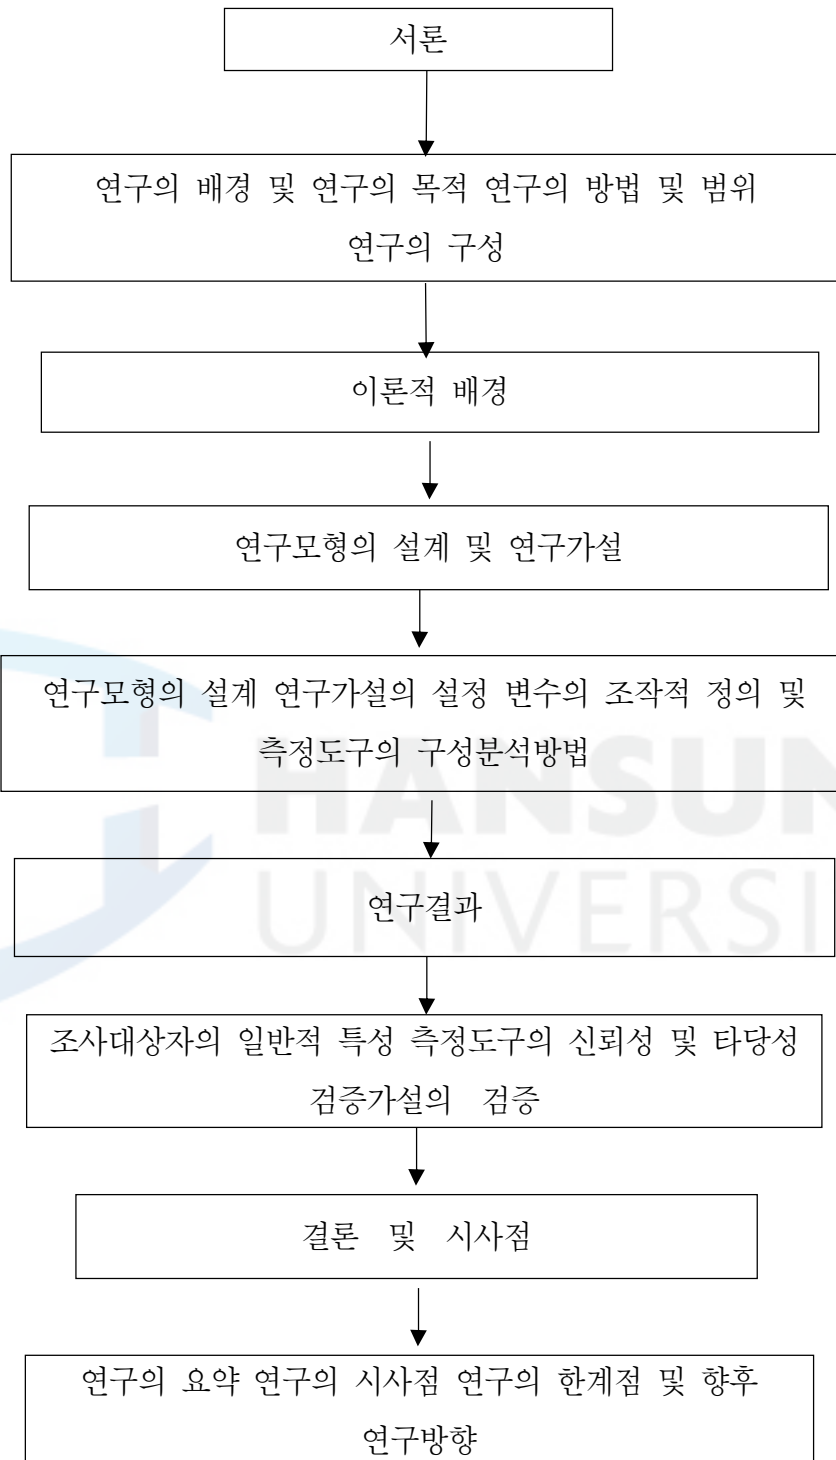 서론
연구의 배경 및 연구의 목적 연구의 방법 및 범위
연구의 구성
이론적 배경
연구모형의 설계 및 연구가설
연구모형의 설계 연구가설의 설정 변수의 조작적 정의 및
측정도구의 구성분석방법
HANSUN
UNIVERSI
연구결과
조사대상자의 일반적 특성 측정도구의 신뢰성 및 타당성
검증가설의 검증
결론 및 시사점
연구의 요약 연구의 시사점 연구의 한계점 및 향후
연구방향